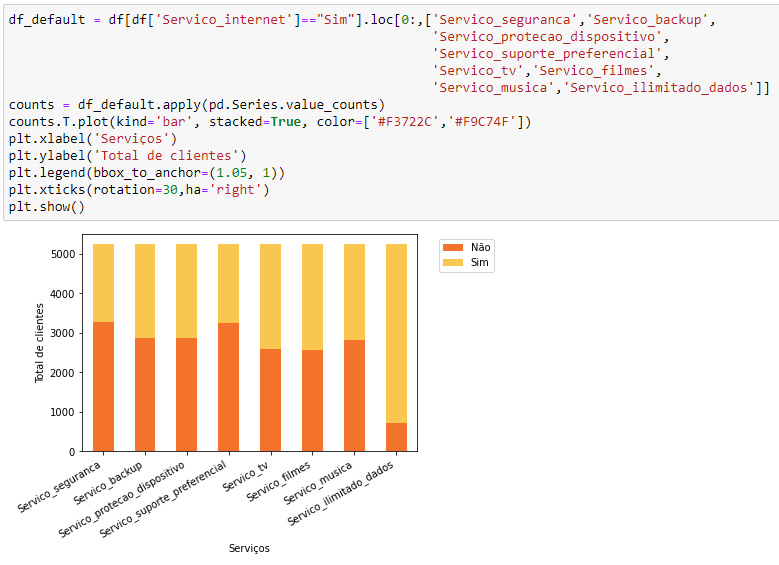 df_default = df[df['Servico_internet']=="Sim"].loc[0:,['Servico_seguranca','Servico_backup',
'Servico_protecao_dispositivo',
'Servico_suporte_preferencial',
'Servico_tv','Servico_filmes',
'Servico_musica','Servico_ilimitado_dados']]
counts = df_default.apply(pd.Series.value_counts)
counts.T.plot(kind='bar', stacked=True, color=['#F3722C','#F9C74F'])
plt.xlabel('Serviços')
plt.ylabel('Total de clientes')
plt.legend(bbox_to_anchor=(1.05, 1))
plt.xticks(rotation=30,ha='right')
plt.show()
Não
Sim
5000
4000
3000
2000
1000
0
Total de clientes
Servico_seguranca
Servico_backup
Servico_protecao_dispositivo
Servico_suporte_preferencial
Servico_tv
Servico_filmes
Servico_musica
Servico_ilimitado_dados
Serviços